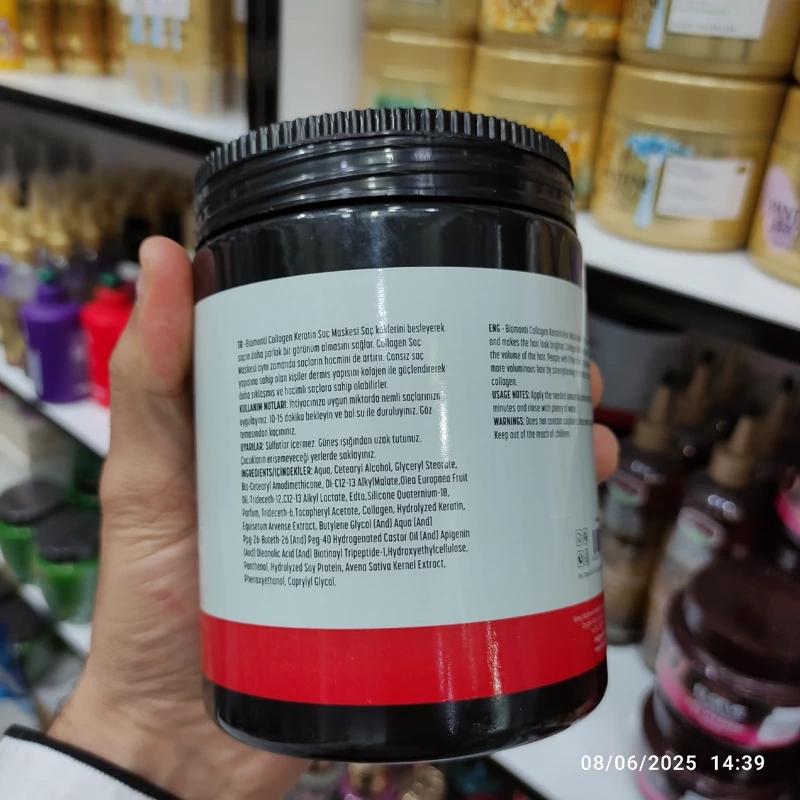 TR -Biomonti Collagen Keratin Saç Maskesi Saç köklerini besleyerek
saçın daha parlak bir görünüm almasını sağlar. Collagen Saç
Maskesi aynı zamanda saçların hacmini de artırır. Cansız saç
yapısına sahip olan kişiler dermis yapısını kolajen ile güçlendirerek
daha sıklaşmış ve hacimli saçlara sahip olabilirler.
KULLANIM NOTLARI: İhtiyacınıza uygun miktarda nemli saçlarınıza
uygulayınız. 10-15 dakika bekleyin ve bol su ile durulayınız. Göz
temasından kaçınınız.
UYARILAR: Sülfatlar içermez. Güneş ışığından uzak tutunuz.
Çocukların erişemeyeceği yerlerde saklayınız.
INGREDIENTS/İÇİNDEKİLER: Aqua, Cetearyl Alcohol, Glyceryl Stearate,
Bis-Cetearyl Amodimethicone, Di-C12-13 AlkylMalate,Olea Europaea Fruit
Oil, Trideceth-12,C12-13 Alkyl Lactate, Edta,Silicone Quaternium-18,
Parfum, Trideceth-6,Tocopheryl Acetate, Collagen, Hydrolyzed Keratin,
Equisetum Arvense Extract, Butylene Glycol (And) Aqua (And)
Ppg-26-Buteth-26 (And) Peg-40 Hydrogenated Castor Oil (And) Apigenin
(And) Oleanolic Acid (And) Biotinoyl Tripeptide-1,Hydroxyethylcellulose,
Panthenol, Hydrolyzed Soy Protein, Avena Sativa Kernel Extract,
Phenoxyethanol, Caprylyl Glycol.
ENG - Biomonti Collagen Keratin
and makes the hair look brighter.
the volume of the hair. People with
more voluminous hair by strengthening
collagen.
USAGE NOTES: Apply the needed
minutes and rinse with plenty of
WARNINGS: Does not contain
Keep out of the reach of children.
08/06/2025 14:39